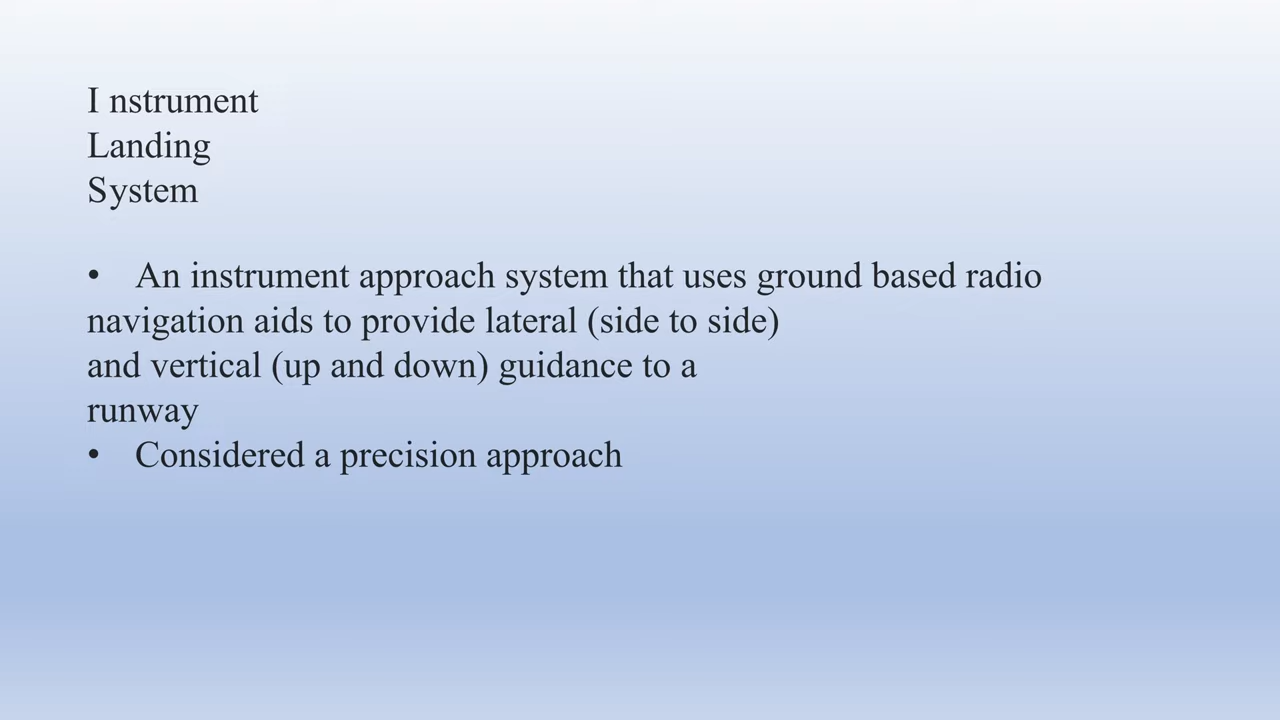 I nstrument
Landing
System
• An instrument approach system that uses ground based radio
navigation aids to provide lateral (side to side)
and vertical (up and down) guidance to a
runway
• Considered a precision approach